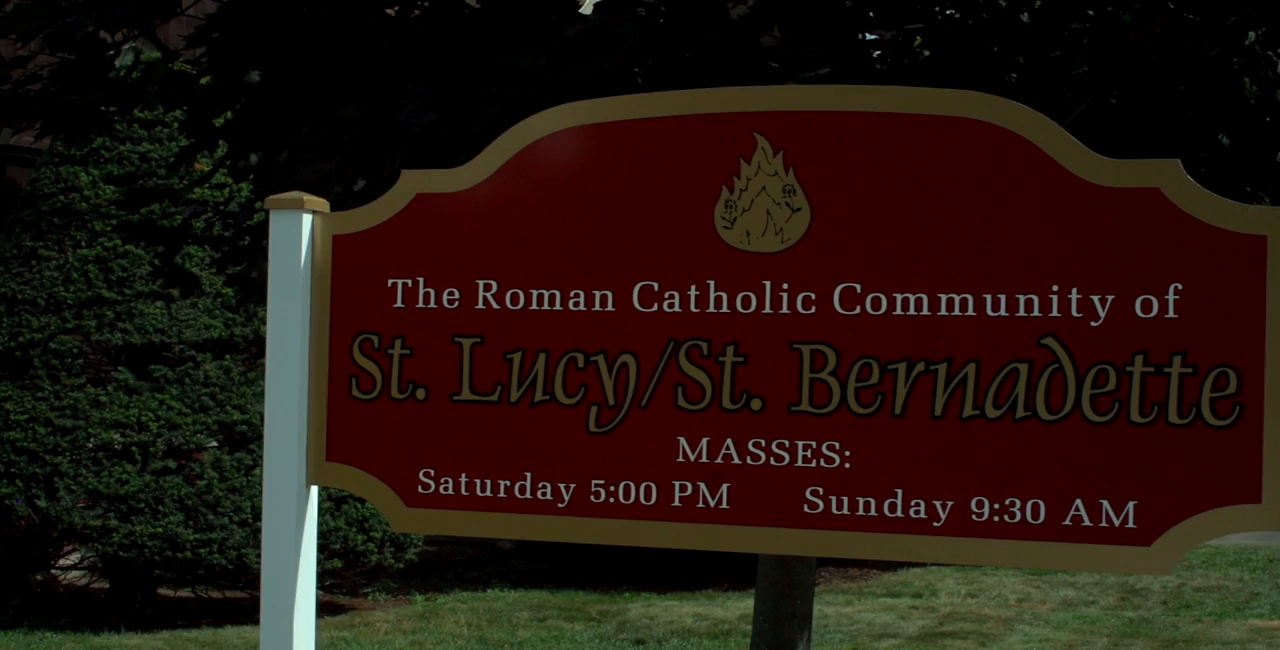 The Roman Catholic Community of
St. Lucy/St. Bernadette
MASSES:
Saturday 5:00 PM Sunday 9:30 AM